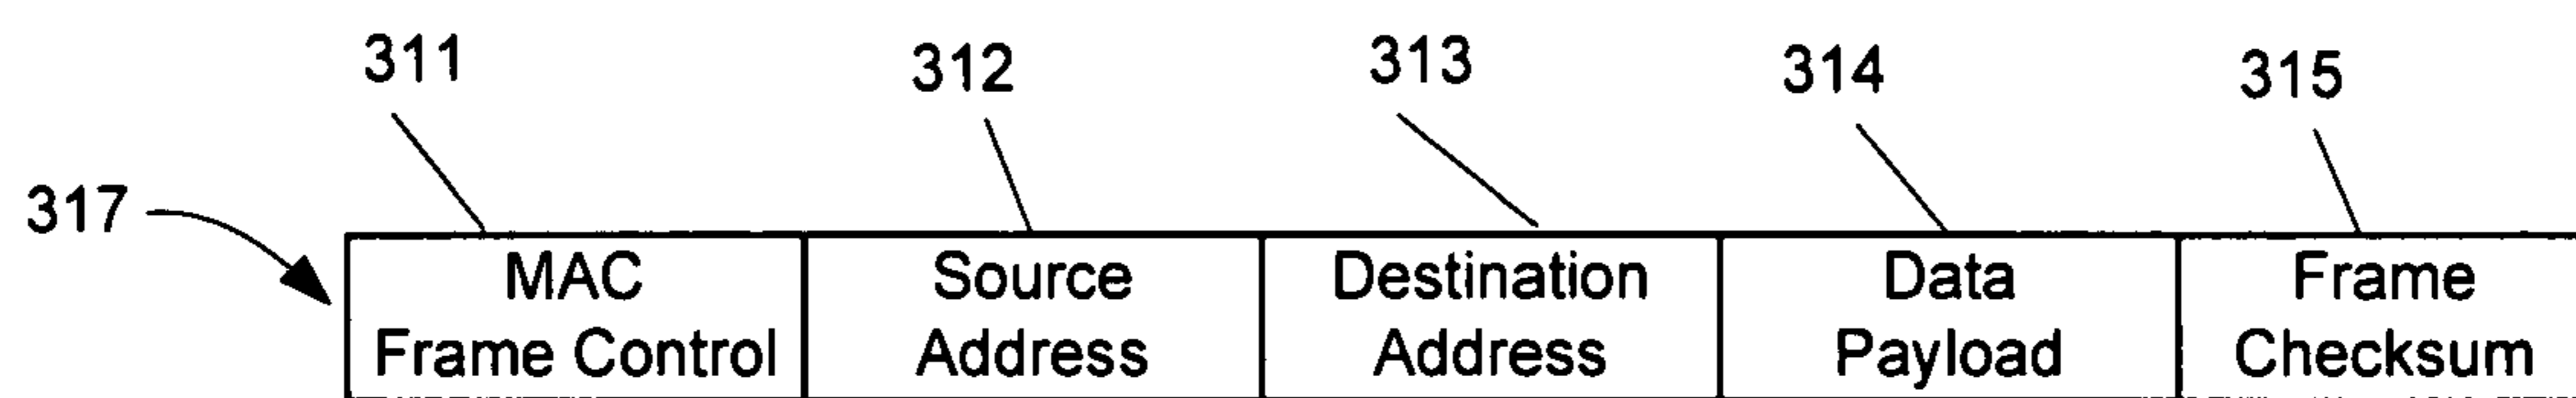 311 312 313 314 315
317
MAC Source Destination Data Frame
Frame Control Address Address Payload Checksum